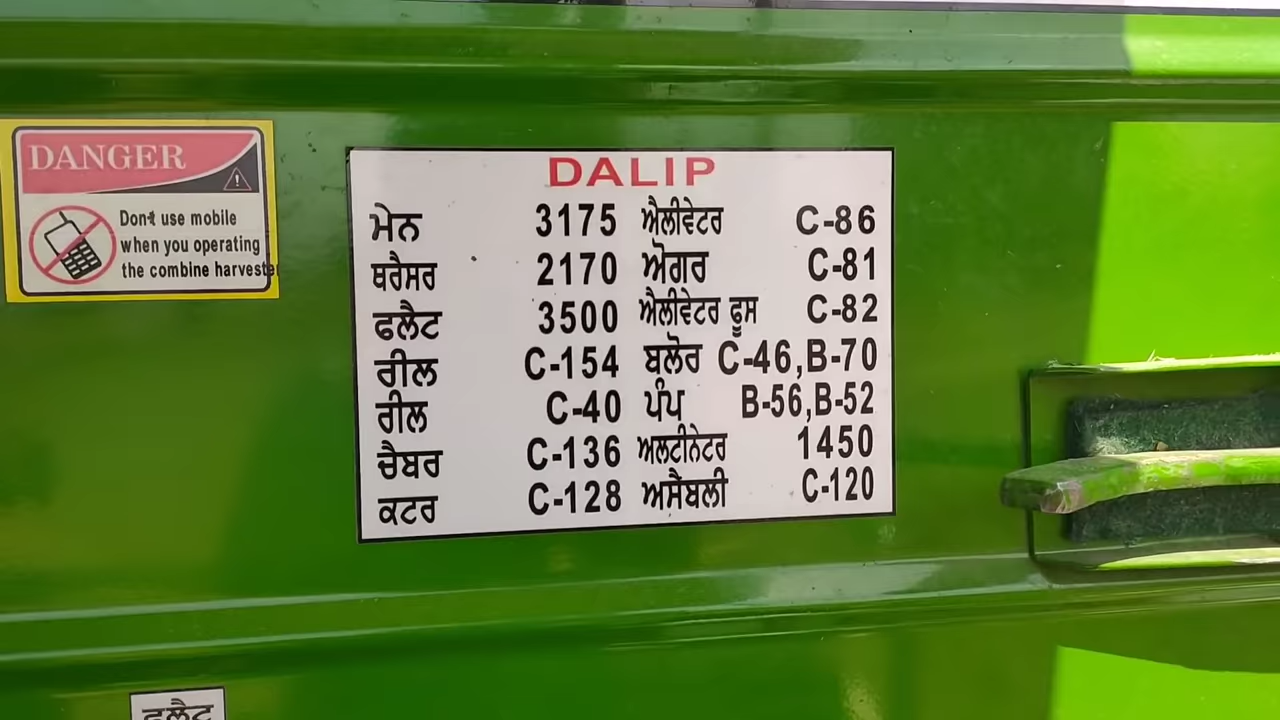 DANGER
Don't use mobile
when you operating
the combine harvester
DALIP
ਮੇਨ 3175 ਐਲੀਵੇਟਰ C-86
ਥਰੈਸਰ 2170 ਔਗਰ C-81
ਫਲੈਟ 3500 ਐਲੀਵੇਟਰ ਫੂਸ C-82
ਰੀਲ C-154 ਬਲੋਰ C-46,B-70
ਰੀਲ C-40 ਪੰਪ B-56,B-52
ਚੈਬਰ C-136 ਅਲਟੀਨੇਟਰ 1450
ਕਟਰ C-128 ਅਸੈਂਬਲੀ C-120
ਫਲੈਟ